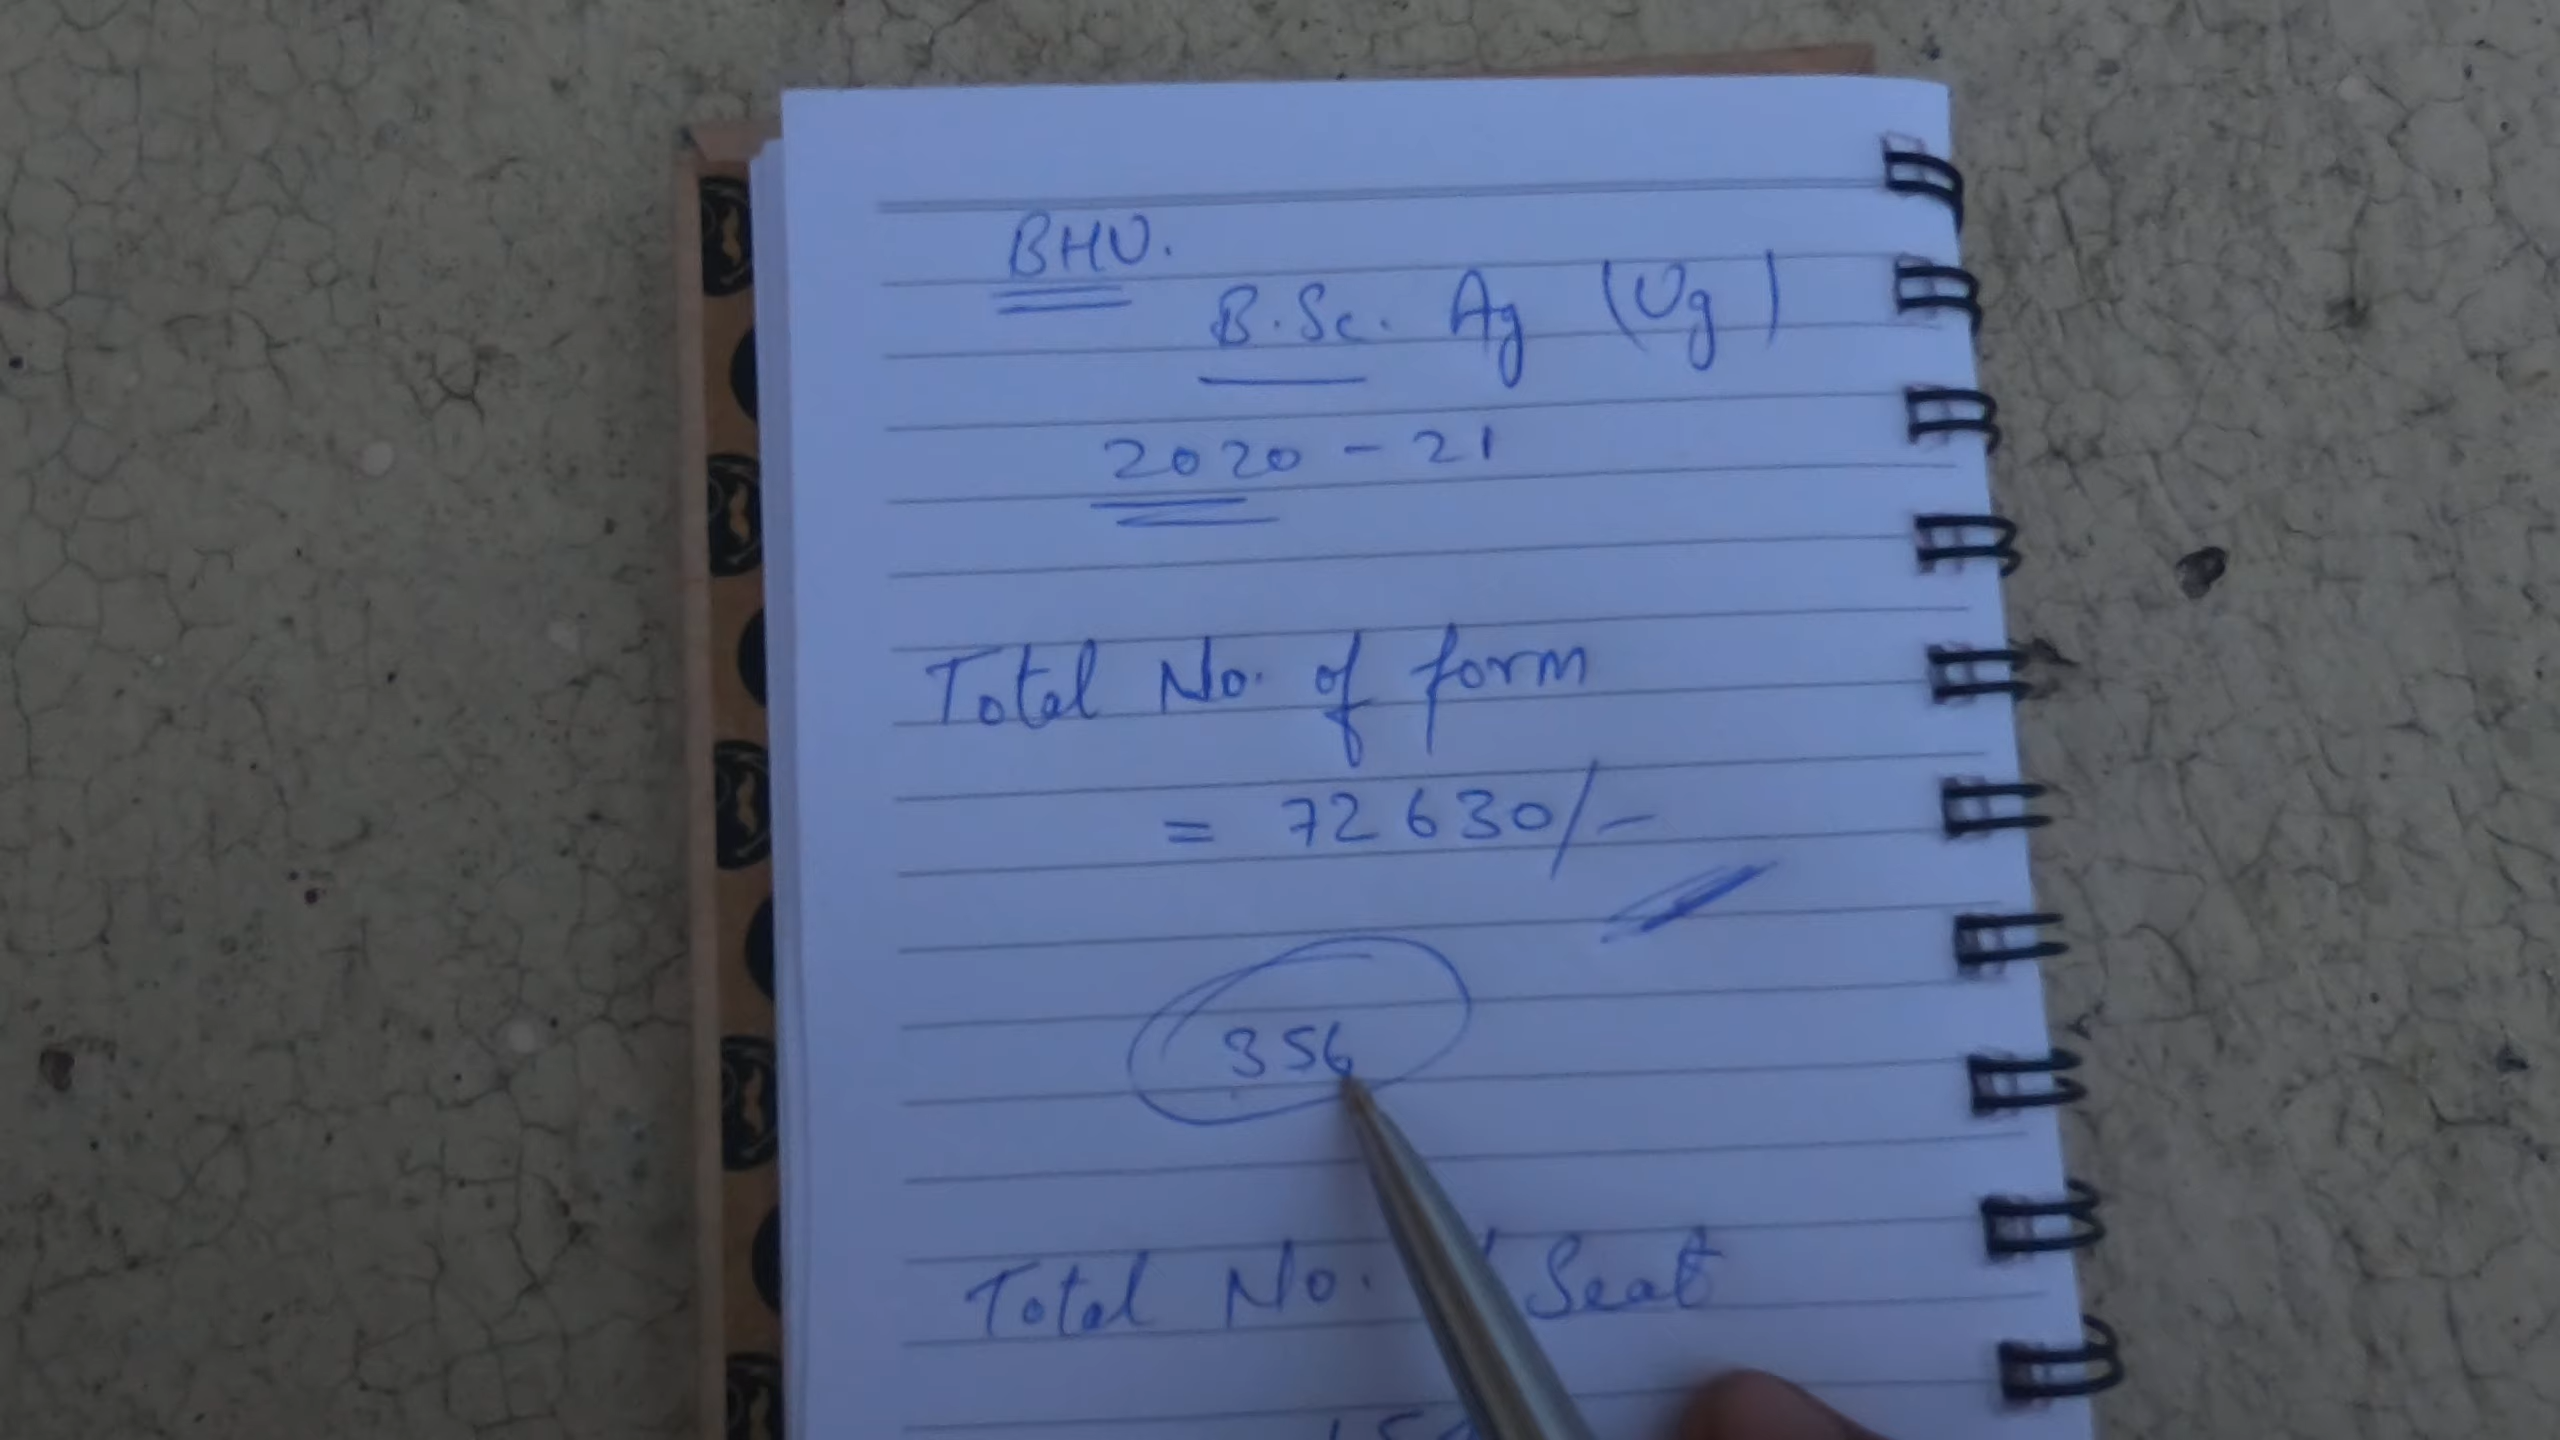 BHU.
B.Sc. Ag (Ug)
2020 - 21
Total No. of form
= 72630/-
356
Total No. Seat